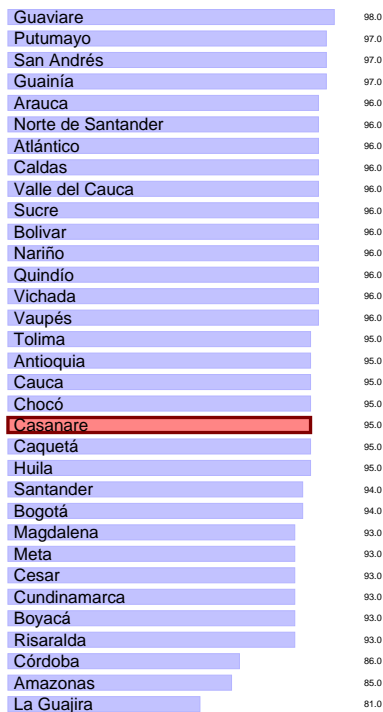 Guaviare 98.0
Putumayo 97.0
San Andrés 97.0
Guainía 97.0
Arauca 96.0
Norte de Santander 96.0
Atlántico 96.0
Caldas 96.0
Valle del Cauca 96.0
Sucre 96.0
Bolivar 96.0
Nariño 96.0
Quindío 96.0
Vichada 96.0
Vaupés 96.0
Tolima 95.0
Antioquia 95.0
Cauca 95.0
Chocó 95.0
Casanare 95.0
Caquetá 95.0
Huila 95.0
Santander 94.0
Bogotá 94.0
Magdalena 93.0
Meta 93.0
Cesar 93.0
Cundinamarca 93.0
Boyacá 93.0
Risaralda 93.0
Córdoba 86.0
Amazonas 85.0
La Guajira 81.0